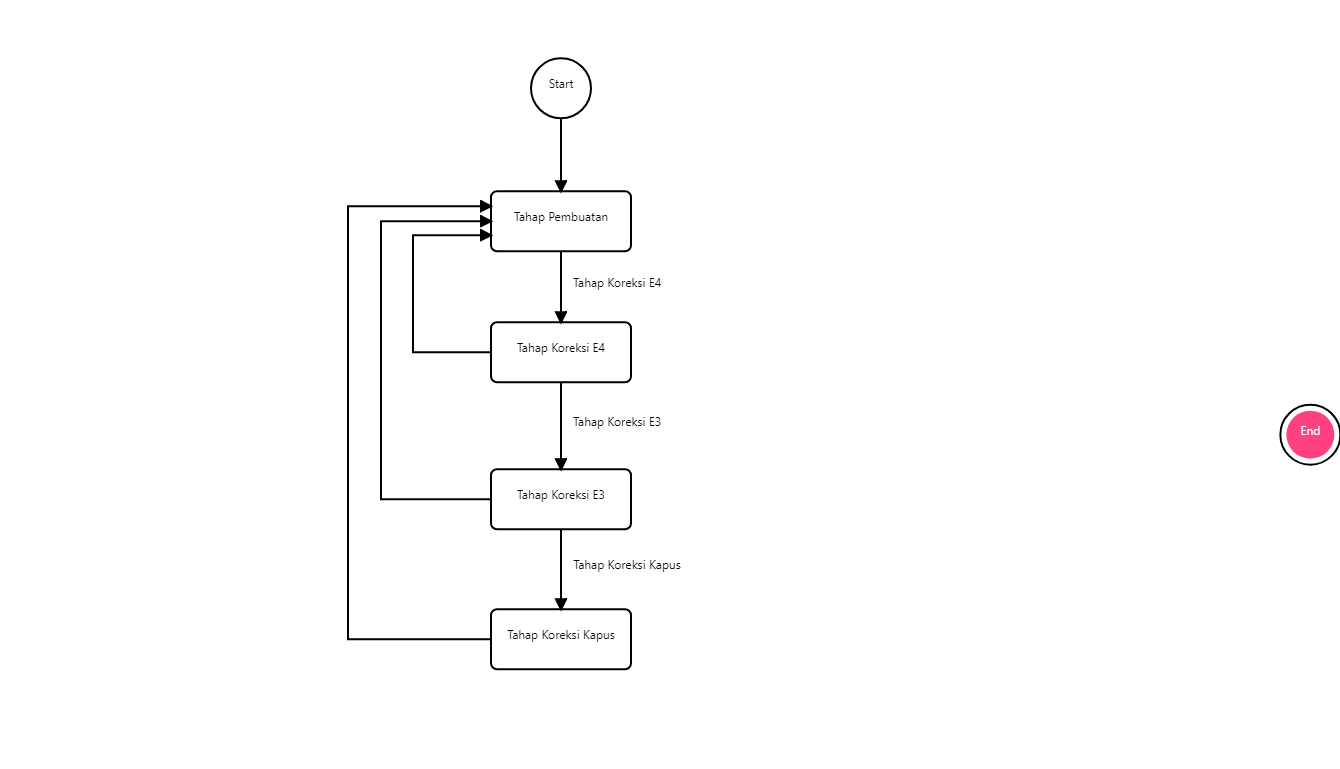 Start
Tahap Pembuatan
Tahap Koreksi E4
Tahap Koreksi E4
Tahap Koreksi E3
End
Tahap Koreksi E3
Tahap Koreksi Kapus
Tahap Koreksi Kapus